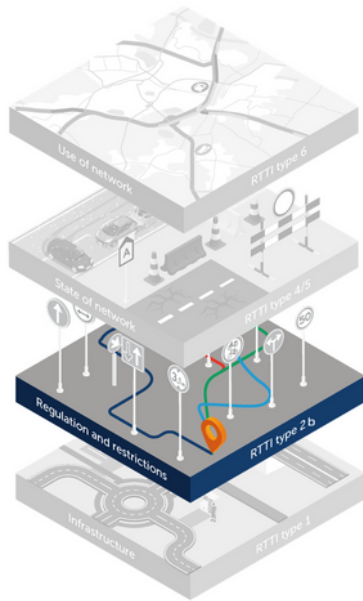 Use of network
RTTI type 6
A
State of network
RTTI type 4/5
50
Regulation and restrictions
RTTI type 2 b
Infrastructure
RTTI type 1